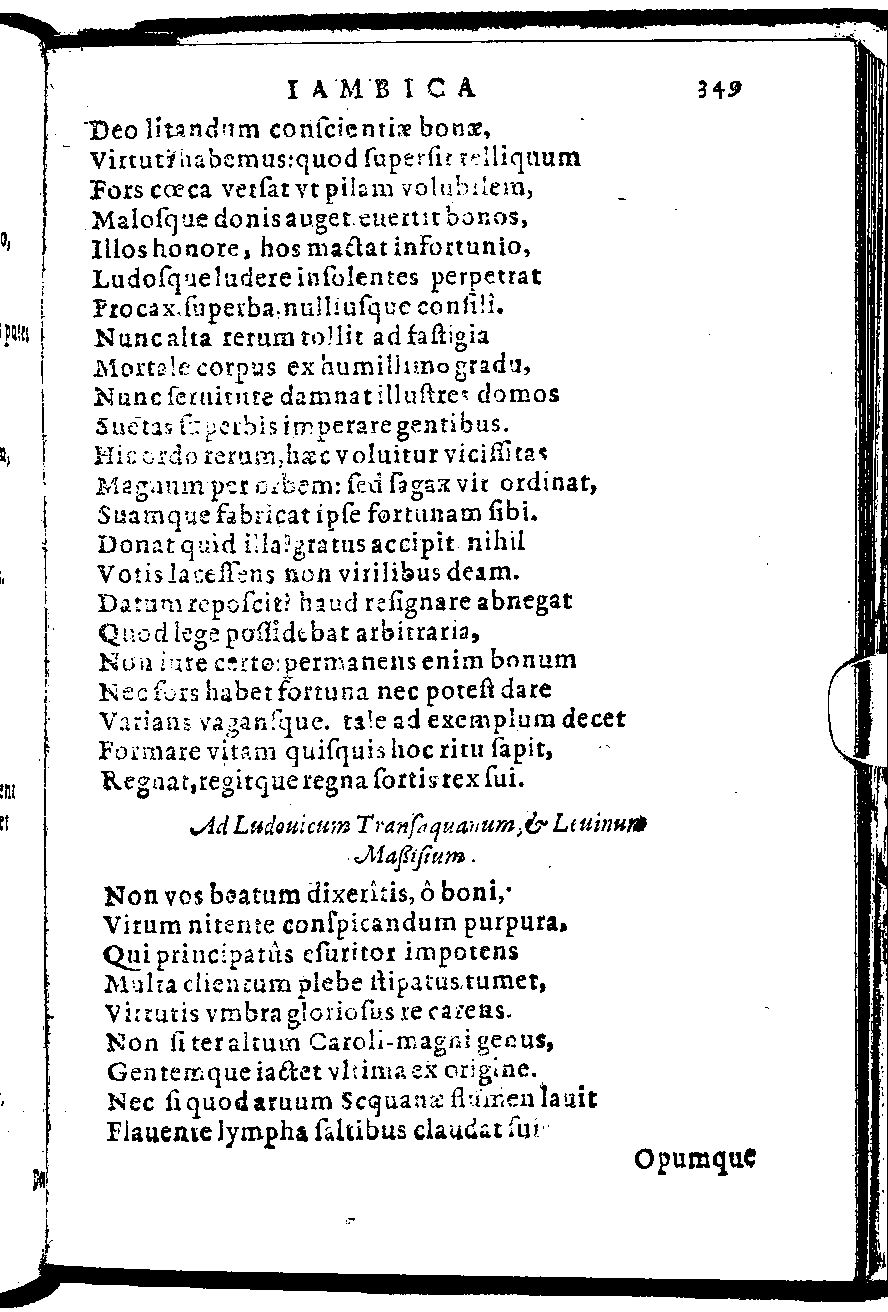 IAMBICA 349
Deo litandum conſcientiæ bonæ,
Virtuti? habemus: quod ſuperſit relliquum
Fors cœca verſat vt pilam volubilem,
Maloſque donis auget. euertit bonos,
Illos honore, hos mactat infortunio,
Ludoſque ludere inſolentes perpetrat
Procax. ſuperba. nulliuſque conſilî.
Nunc alta rerum tollit ad faſtigia
Mortale corpus ex humillimo gradu,
Nunc ſeruitute damnat illuſtres domos
Suetas ſuperbis imperare gentibus.
Hic ordo rerum, hæc voluitur viciſſitas
Magnum per orbem: ſed ſagax vir ordinat,
Suamque fabricat ipſe fortunam ſibi.
Donat quid illa? gratus accipit nihil
Votis laceſſens non virilibus deam.
Datum repoſcit? haud reſignare abnegat
Quod lege poſſidebat arbitraria,
Non iure certo: permanens enim bonum
Nec fors habet fortuna nec poteſt dare
Varians vaganſque. tale ad exemplum decet
Formare vitam quiſquis hoc ritu ſapit,
Regnat, regitque regna ſortis rex ſui.
Ad Ludouicum Tranſaquanum, & Leuinum
Maſtiſium.
Non vos beatum dixerîtis, ô boni,
Virum nitente conſpicandum purpura,
Qui principatûs eſuritor impotens
Multa clientum plebe ſtipatus. tumet,
Virtutis vmbra glorioſus re carens.
Non ſi ter altum Caroli-magni genus,
Gentemque iactet vltima ex origine.
Nec ſi quod aruum Sequanæ flumen lauit
Flauente lympha ſaltibus claudat ſui
Opumque